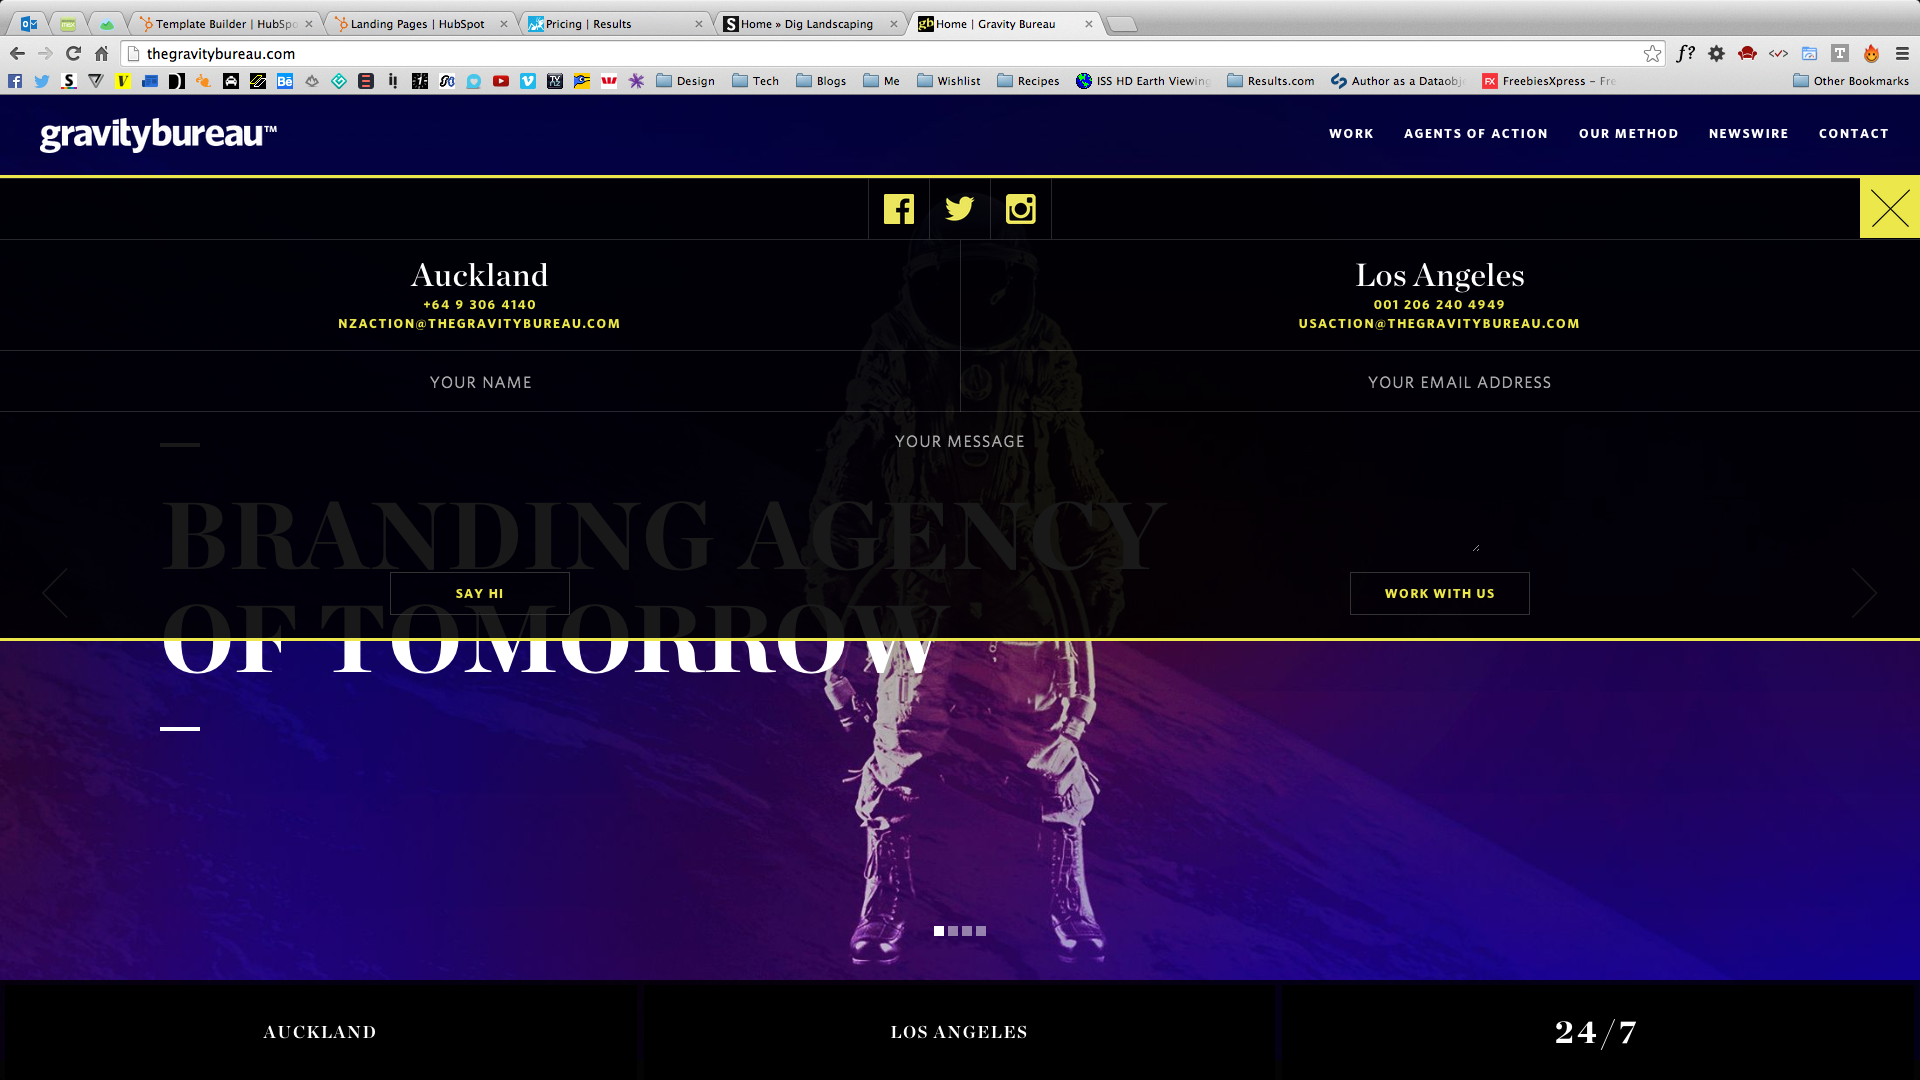 Template Builder | HubSpo
Landing Pages | HubSpot
Pricing | Results
Home » Dig Landscaping
gb Home | Gravity Bureau
thegravitybureau.com
f?
Design
Tech
Blogs
Me
Wishlist
Recipes
ISS HD Earth Viewing
Results.com
Author as a Dataobje
FreebiesXpress – Fre
Other Bookmarks
gravitybureau™
WORK
AGENTS OF ACTION
OUR METHOD
NEWSWIRE
CONTACT
Auckland
+64 9 306 4140
NZACTION@THEGRAVITYBUREAU.COM
Los Angeles
001 206 240 4949
USACTION@THEGRAVITYBUREAU.COM
YOUR NAME
YOUR EMAIL ADDRESS
YOUR MESSAGE
BRANDING AGENCY
OF TOMORROW
SAY HI
WORK WITH US
AUCKLAND
LOS ANGELES
24/7